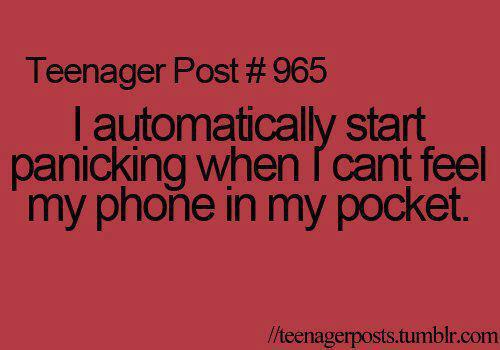 Teenager Post # 965
I automatically start
panicking when I cant feel
my phone in my pocket.
//teenagerposts.tumblr.com